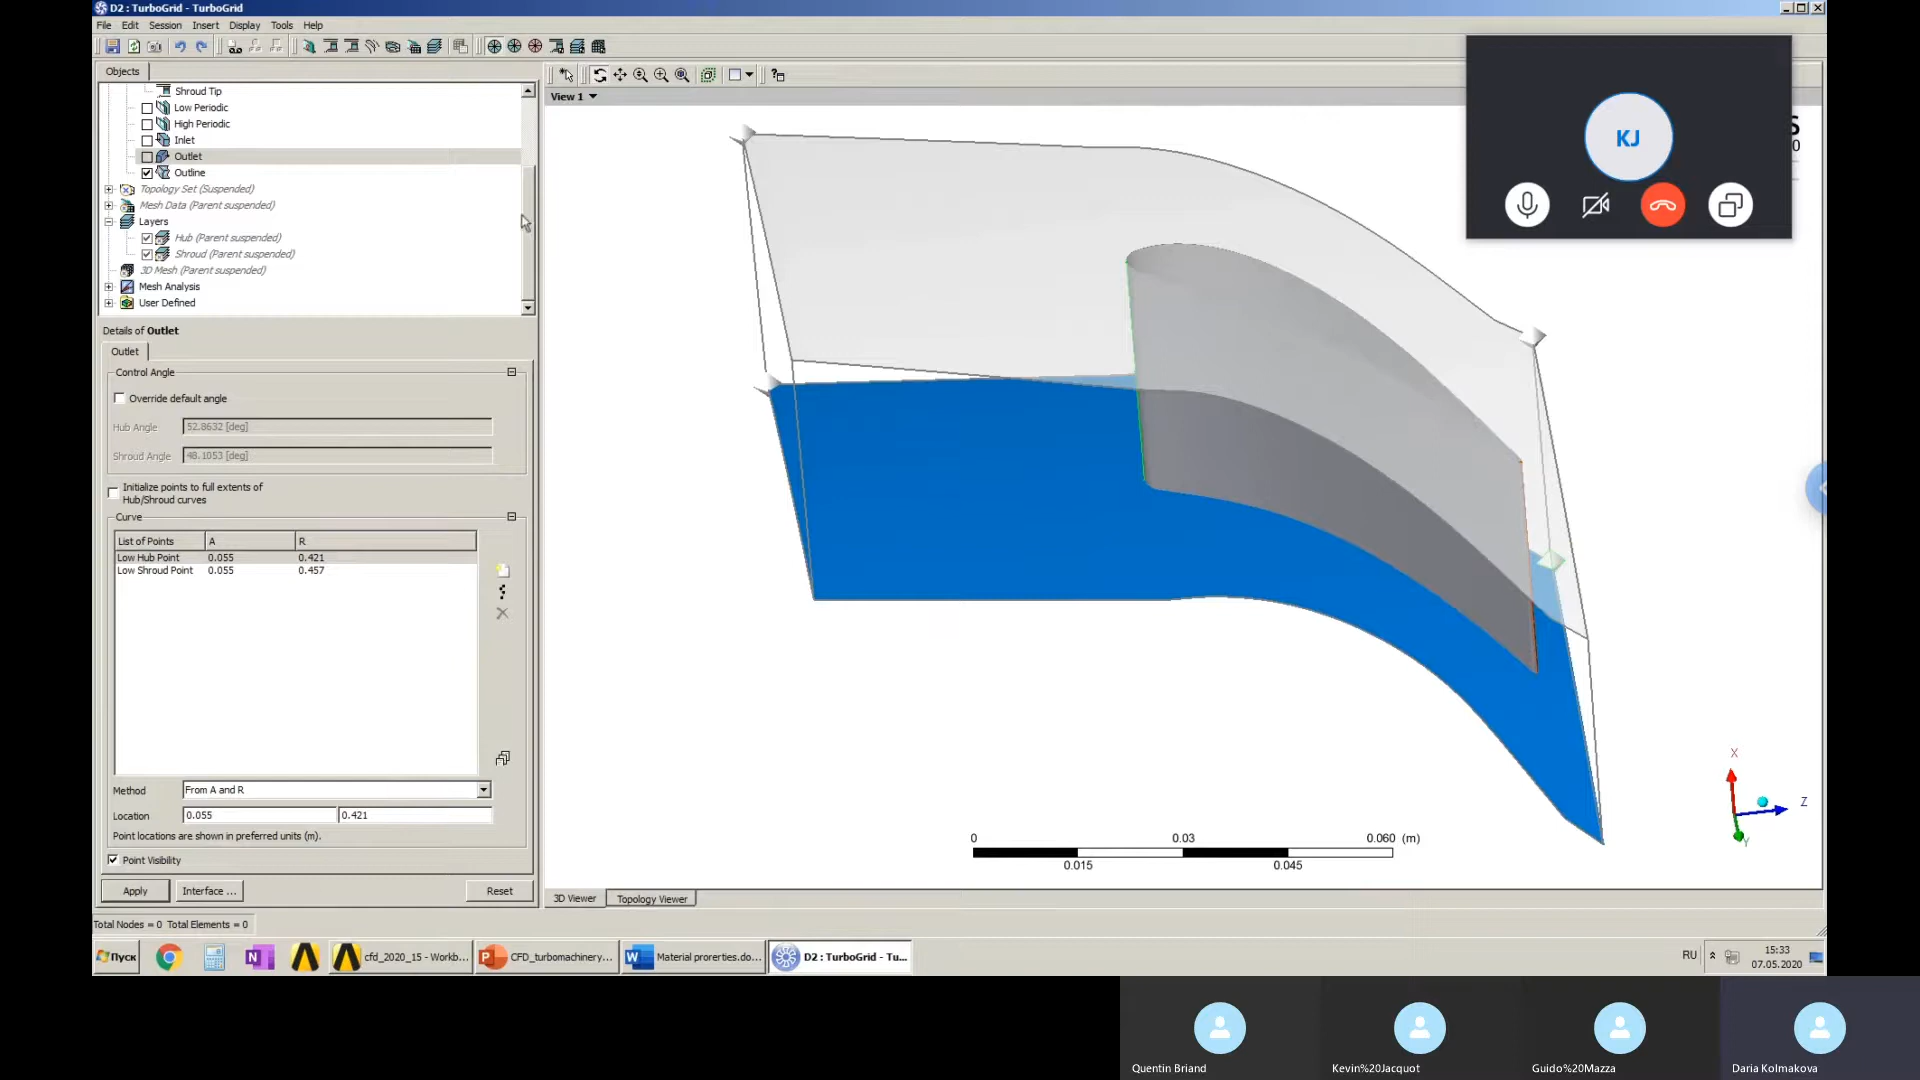 D2 : TurboGrid - TurboGrid
File Edit Session Insert Display Tools Help
Objects
Shroud Tip
Low Periodic
High Periodic
Inlet
Outlet
Outline
Topology Set (Suspended)
Mesh Data (Parent suspended)
Layers
Hub (Parent suspended)
Shroud (Parent suspended)
3D Mesh (Parent suspended)
Mesh Analysis
User Defined
Details of Outlet
Outlet
Control Angle
Override default angle
Hub Angle 52.8632 [deg]
Shroud Angle 48.1053 [deg]
Initialize points to full extents of
Hub/Shroud curves
Curve
List of Points A R
Low Hub Point 0.055 0.421
Low Shroud Point 0.055 0.457
Method From A and R
Location 0.055 0.421
Point locations are shown in preferred units (m).
Point Visibility
Apply Interface ... Reset
Total Nodes = 0 Total Elements = 0
View 1
KJ
S
0
X
Z
Y
0 0.03 0.060 (m)
0.015 0.045
3D Viewer Topology Viewer
Пуск
cfd_2020_15 - Workb...
CFD_turbomachinery...
Material prorerties.do...
D2 : TurboGrid - Tu...
RU
15:33
07.05.2020
Quentin Briand
Kevin%20Jacquot
Guido%20Mazza
Daria Kolmakova